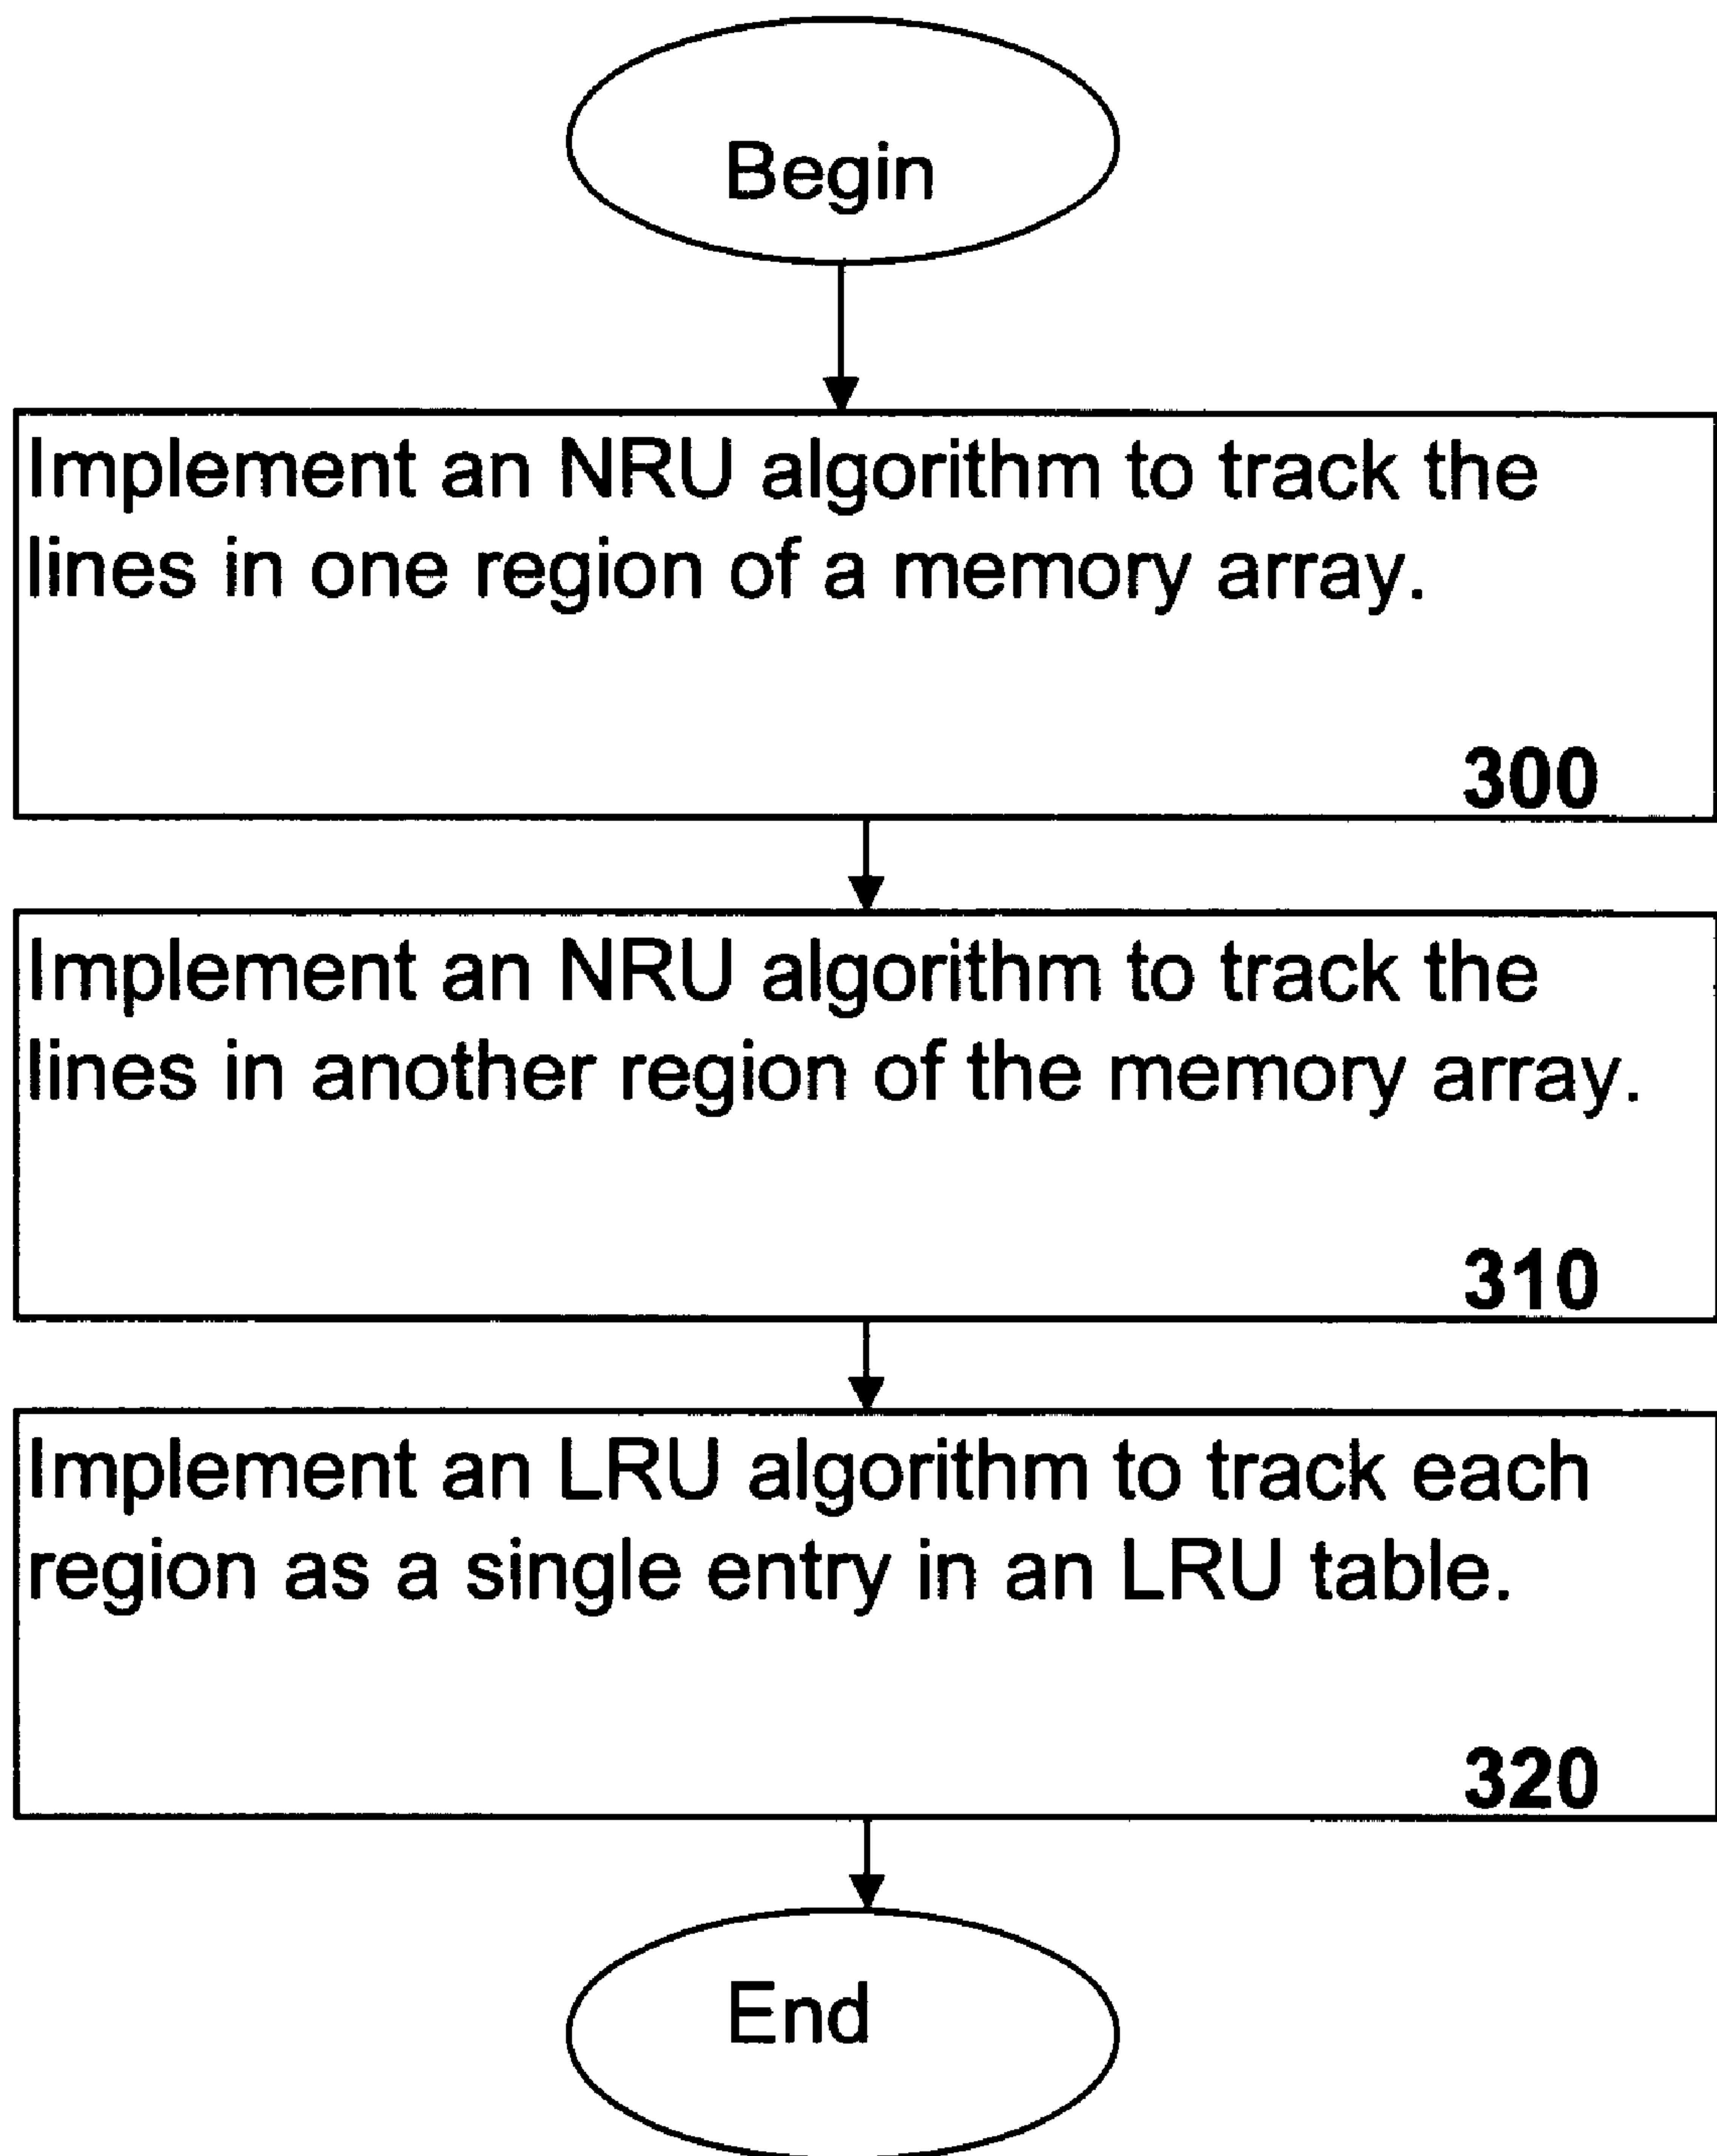 Begin
Implement an NRU algorithm to track the
lines in one region of a memory array.
300
Implement an NRU algorithm to track the
lines in another region of the memory array.
310
Implement an LRU algorithm to track each
region as a single entry in an LRU table.
320
End